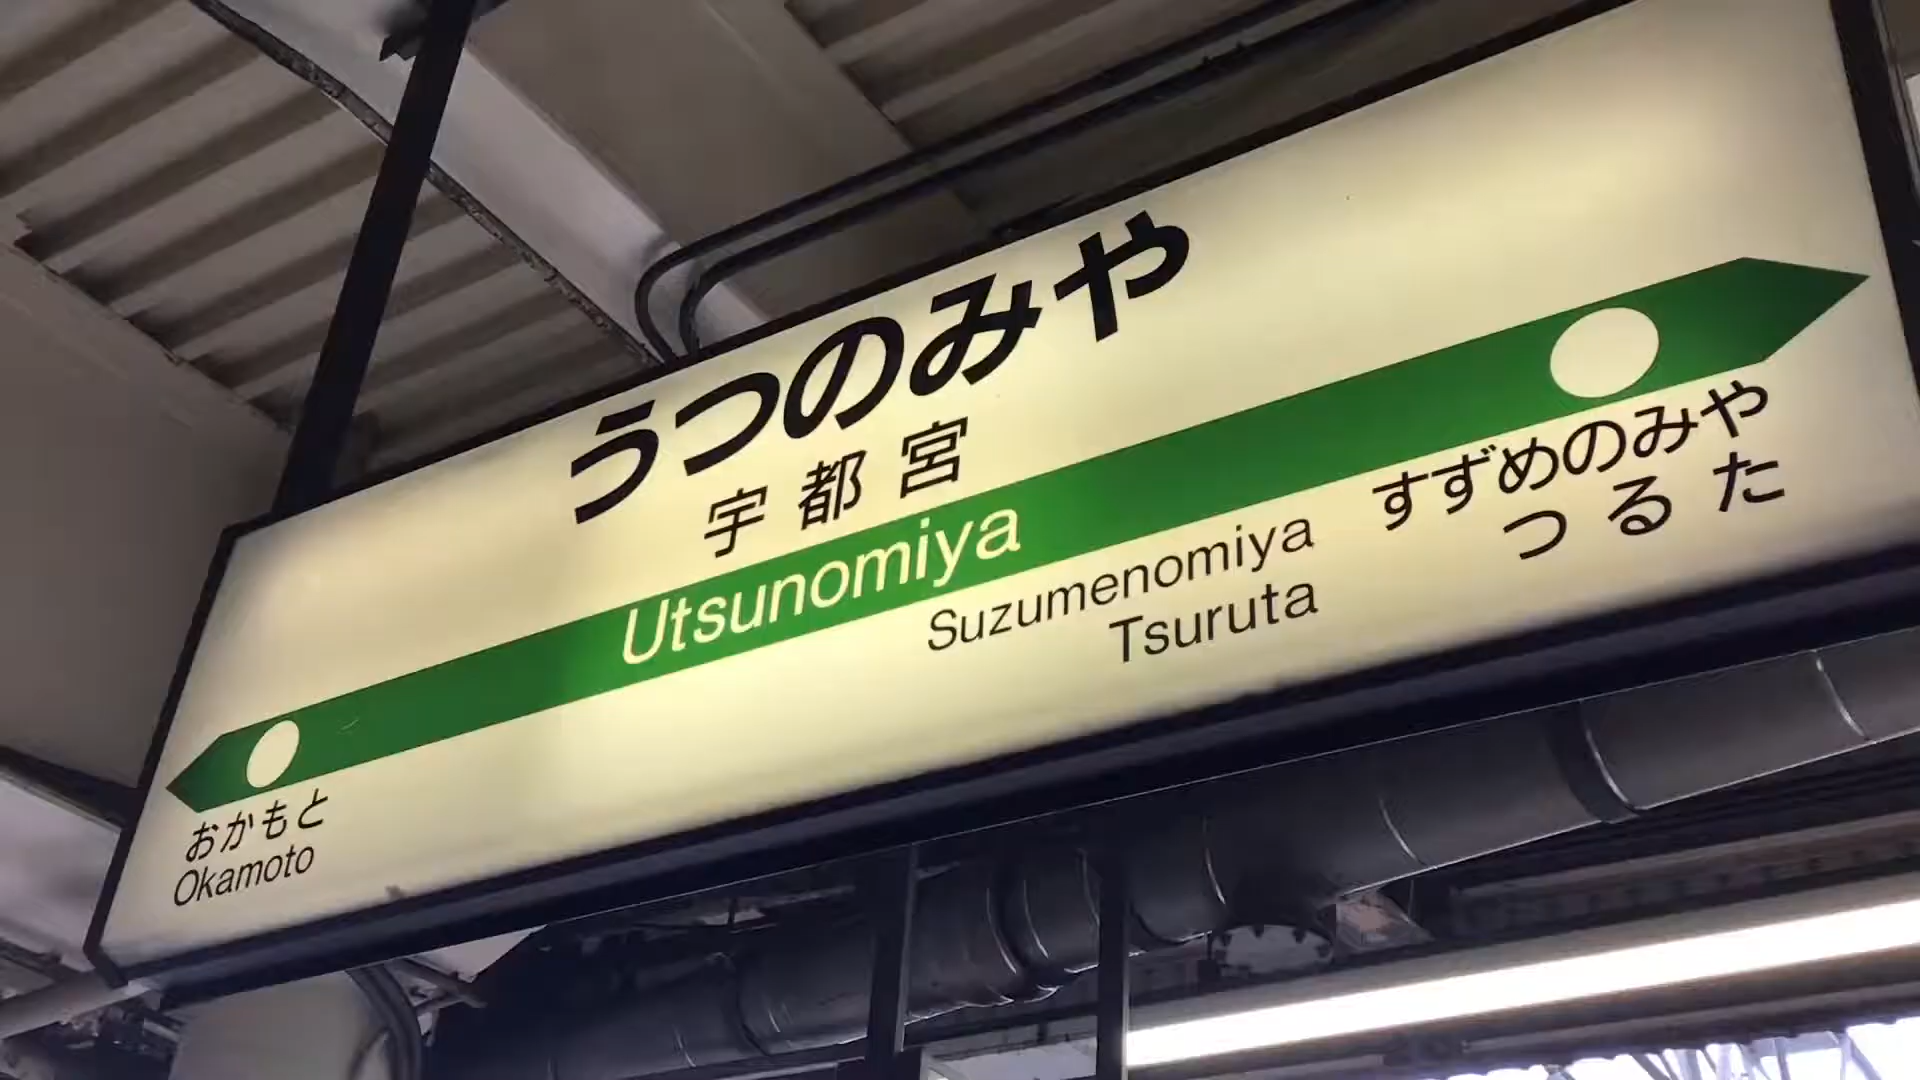 うつのみや
宇都宮
Utsunomiya
おかもと
Okamoto
すずめのみや
Suzumenomiya
つるた
Tsuruta